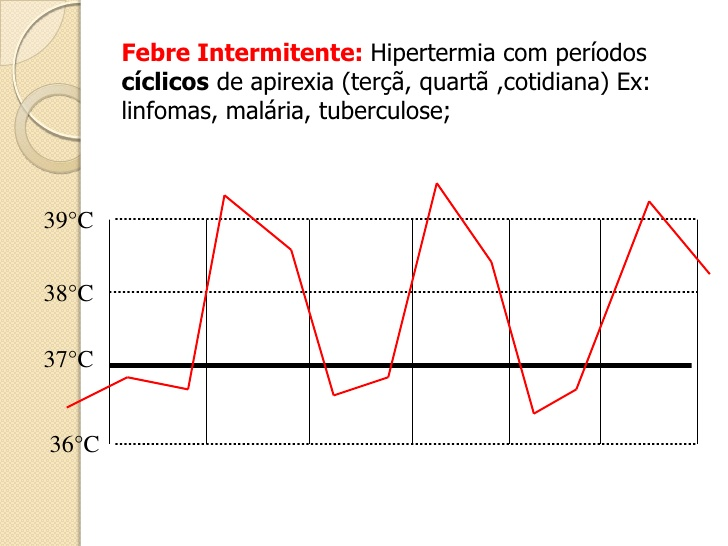 Febre Intermitente: Hipertermia com períodos
cíclicos de apirexia (terçã, quartã ,cotidiana) Ex:
linfomas, malária, tuberculose;
39°C
38°C
37°C
36°C